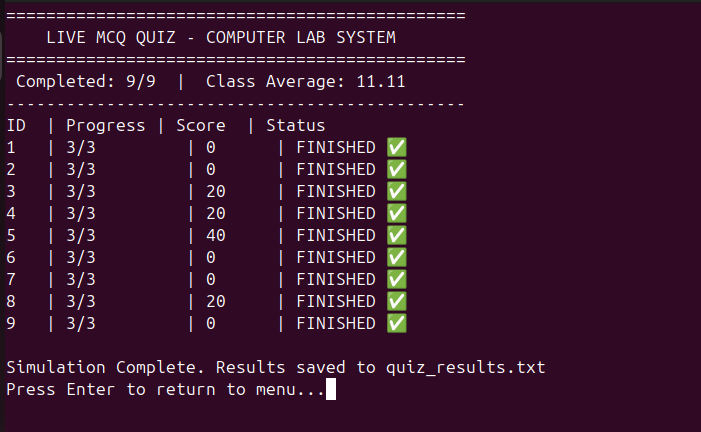 ==============================================
    LIVE MCQ QUIZ - COMPUTER LAB SYSTEM
==============================================
 Completed: 9/9  |  Class Average: 11.11
----------------------------------------------
ID  | Progress | Score  | Status
1   | 3/3         | 0      | FINISHED ✅
2   | 3/3         | 0      | FINISHED ✅
3   | 3/3         | 20     | FINISHED ✅
4   | 3/3         | 20     | FINISHED ✅
5   | 3/3         | 40     | FINISHED ✅
6   | 3/3         | 0      | FINISHED ✅
7   | 3/3         | 0      | FINISHED ✅
8   | 3/3         | 20     | FINISHED ✅
9   | 3/3         | 0      | FINISHED ✅

Simulation Complete. Results saved to quiz_results.txt
Press Enter to return to menu...